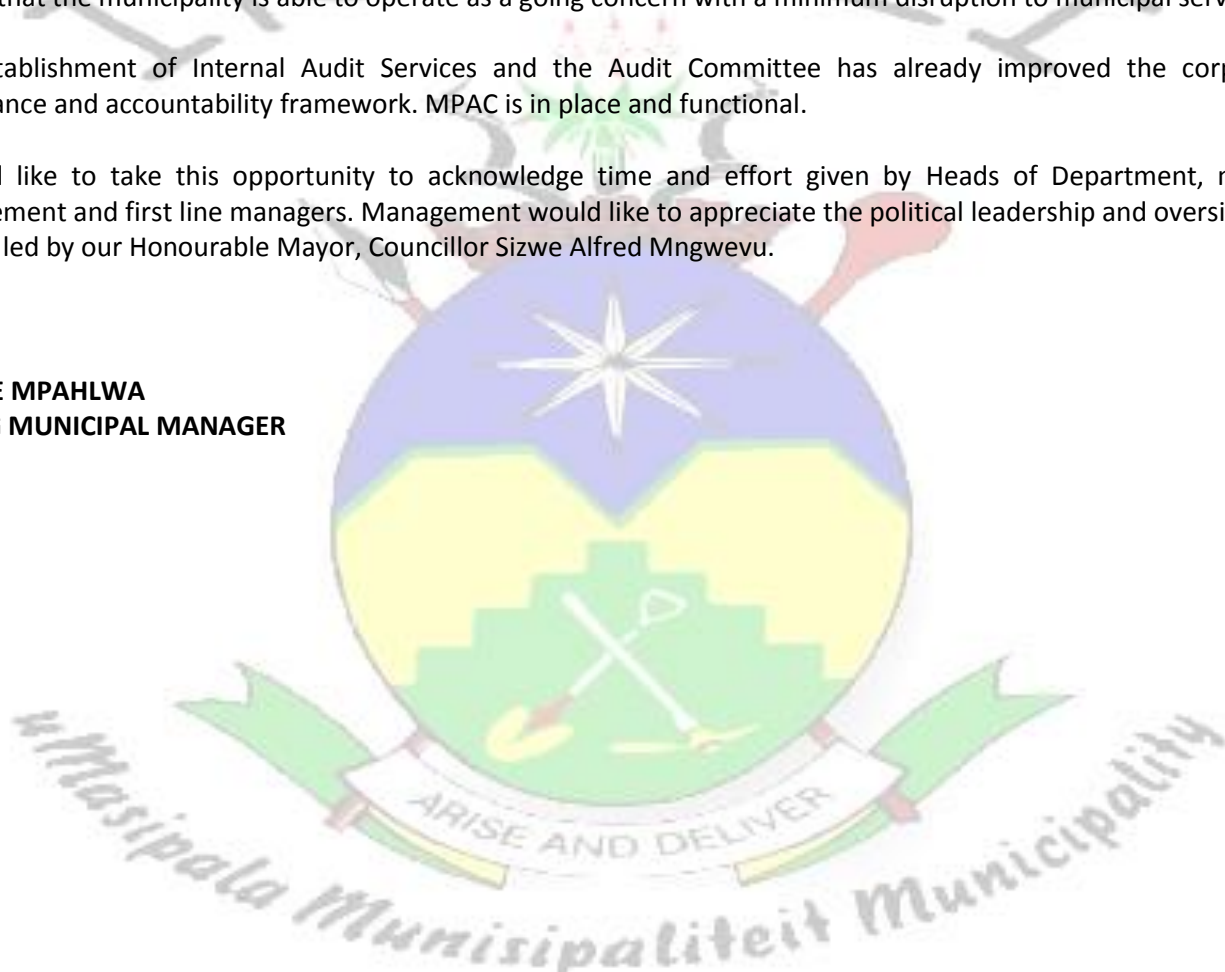 that the municipality is able to operate as a going concern with a minimum disruption to municipal serv
tablishment of Internal Audit Services and the Audit Committee has already improved the corp
ance and accountability framework. MPAC is in place and functional.
l like to take this opportunity to acknowledge time and effort given by Heads of Department, m
ement and first line managers. Management would like to appreciate the political leadership and oversi
led by our Honourable Mayor, Councillor Sizwe Alfred Mngwevu.
E MPAHLWA
G MUNICIPAL MANAGER
ARISE AND DELIVER
uMasipala Munisipaliteit Municipality